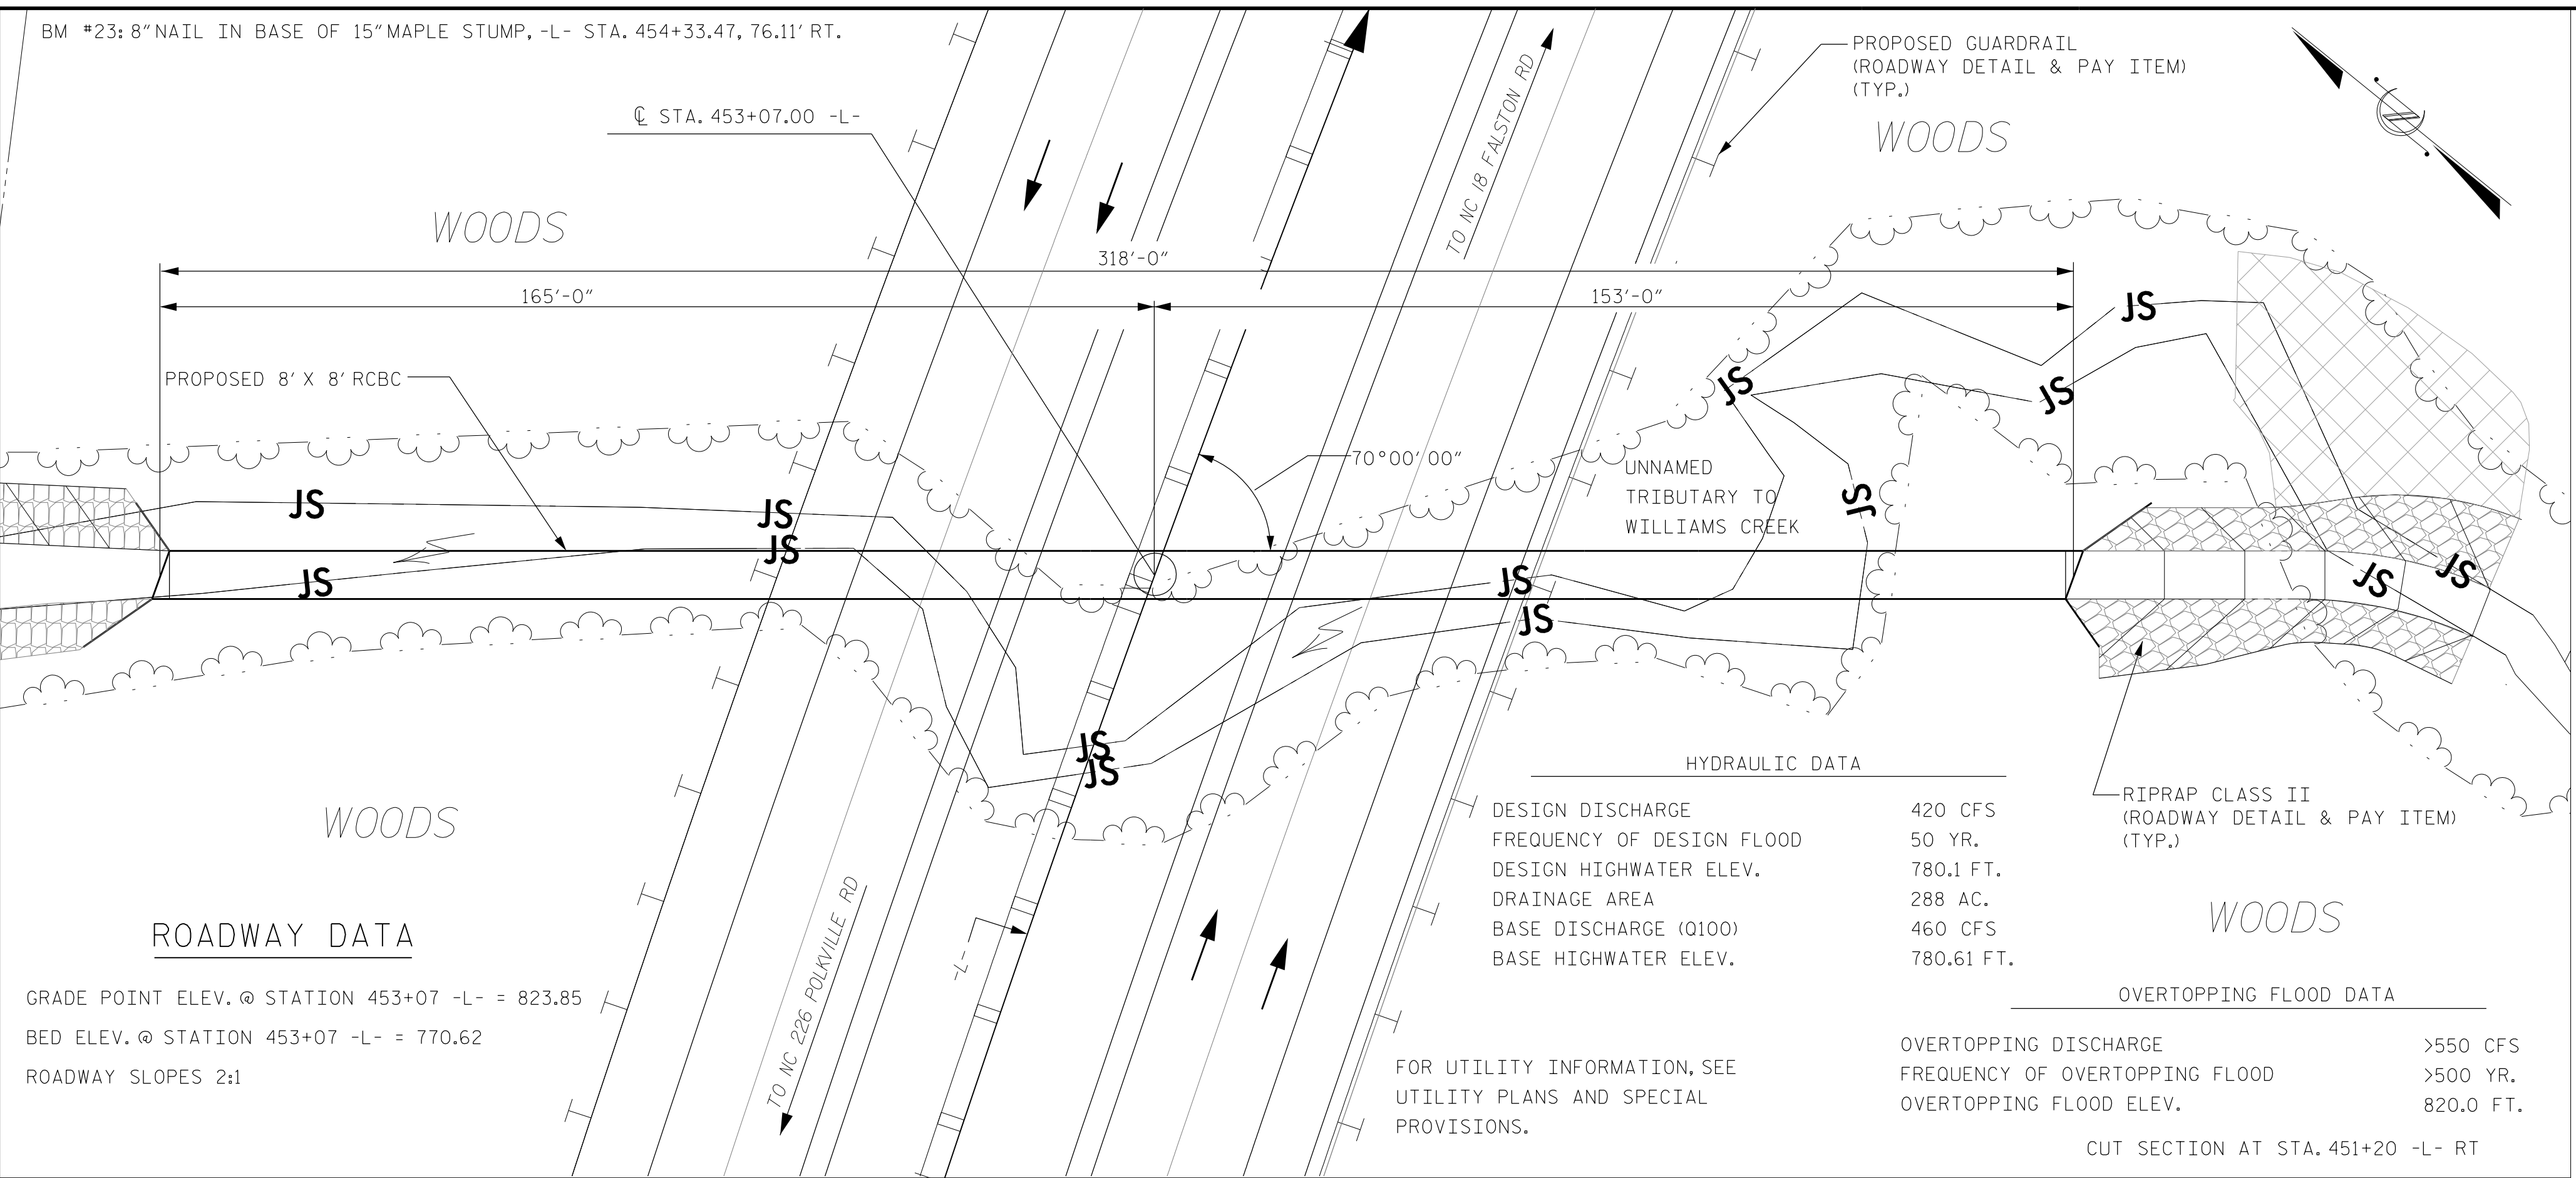 BM #23: 8" NAIL IN BASE OF 15" MAPLE STUMP, -L- STA. 454+33.47, 76.11' RT.
PROPOSED GUARDRAIL
(ROADWAY DETAIL & PAY ITEM)
(TYP.)
℄ STA. 453+07.00 -L-
WOODS
TO NC 18 FALSTON RD
WOODS
318'-0"
165'-0"
153'-0"
JS
PROPOSED 8' X 8' RCBC
JS
JS
70°00'00"
UNNAMED
TRIBUTARY TO
WILLIAMS CREEK
JS
JS
JS
JS
JS
JS
JS
JS
JS
JS
JS
JS
WOODS
HYDRAULIC DATA
DESIGN DISCHARGE 420 CFS
FREQUENCY OF DESIGN FLOOD 50 YR.
DESIGN HIGHWATER ELEV. 780.1 FT.
DRAINAGE AREA 288 AC.
BASE DISCHARGE (Q100) 460 CFS
BASE HIGHWATER ELEV. 780.61 FT.
RIPRAP CLASS II
(ROADWAY DETAIL & PAY ITEM)
(TYP.)
WOODS
ROADWAY DATA
GRADE POINT ELEV. @ STATION 453+07 -L- = 823.85
BED ELEV. @ STATION 453+07 -L- = 770.62
ROADWAY SLOPES 2:1
TO NC 226 POLKVILLE RD
-L-
FOR UTILITY INFORMATION, SEE
UTILITY PLANS AND SPECIAL
PROVISIONS.
OVERTOPPING FLOOD DATA
OVERTOPPING DISCHARGE >550 CFS
FREQUENCY OF OVERTOPPING FLOOD >500 YR.
OVERTOPPING FLOOD ELEV. 820.0 FT.
CUT SECTION AT STA. 451+20 -L- RT